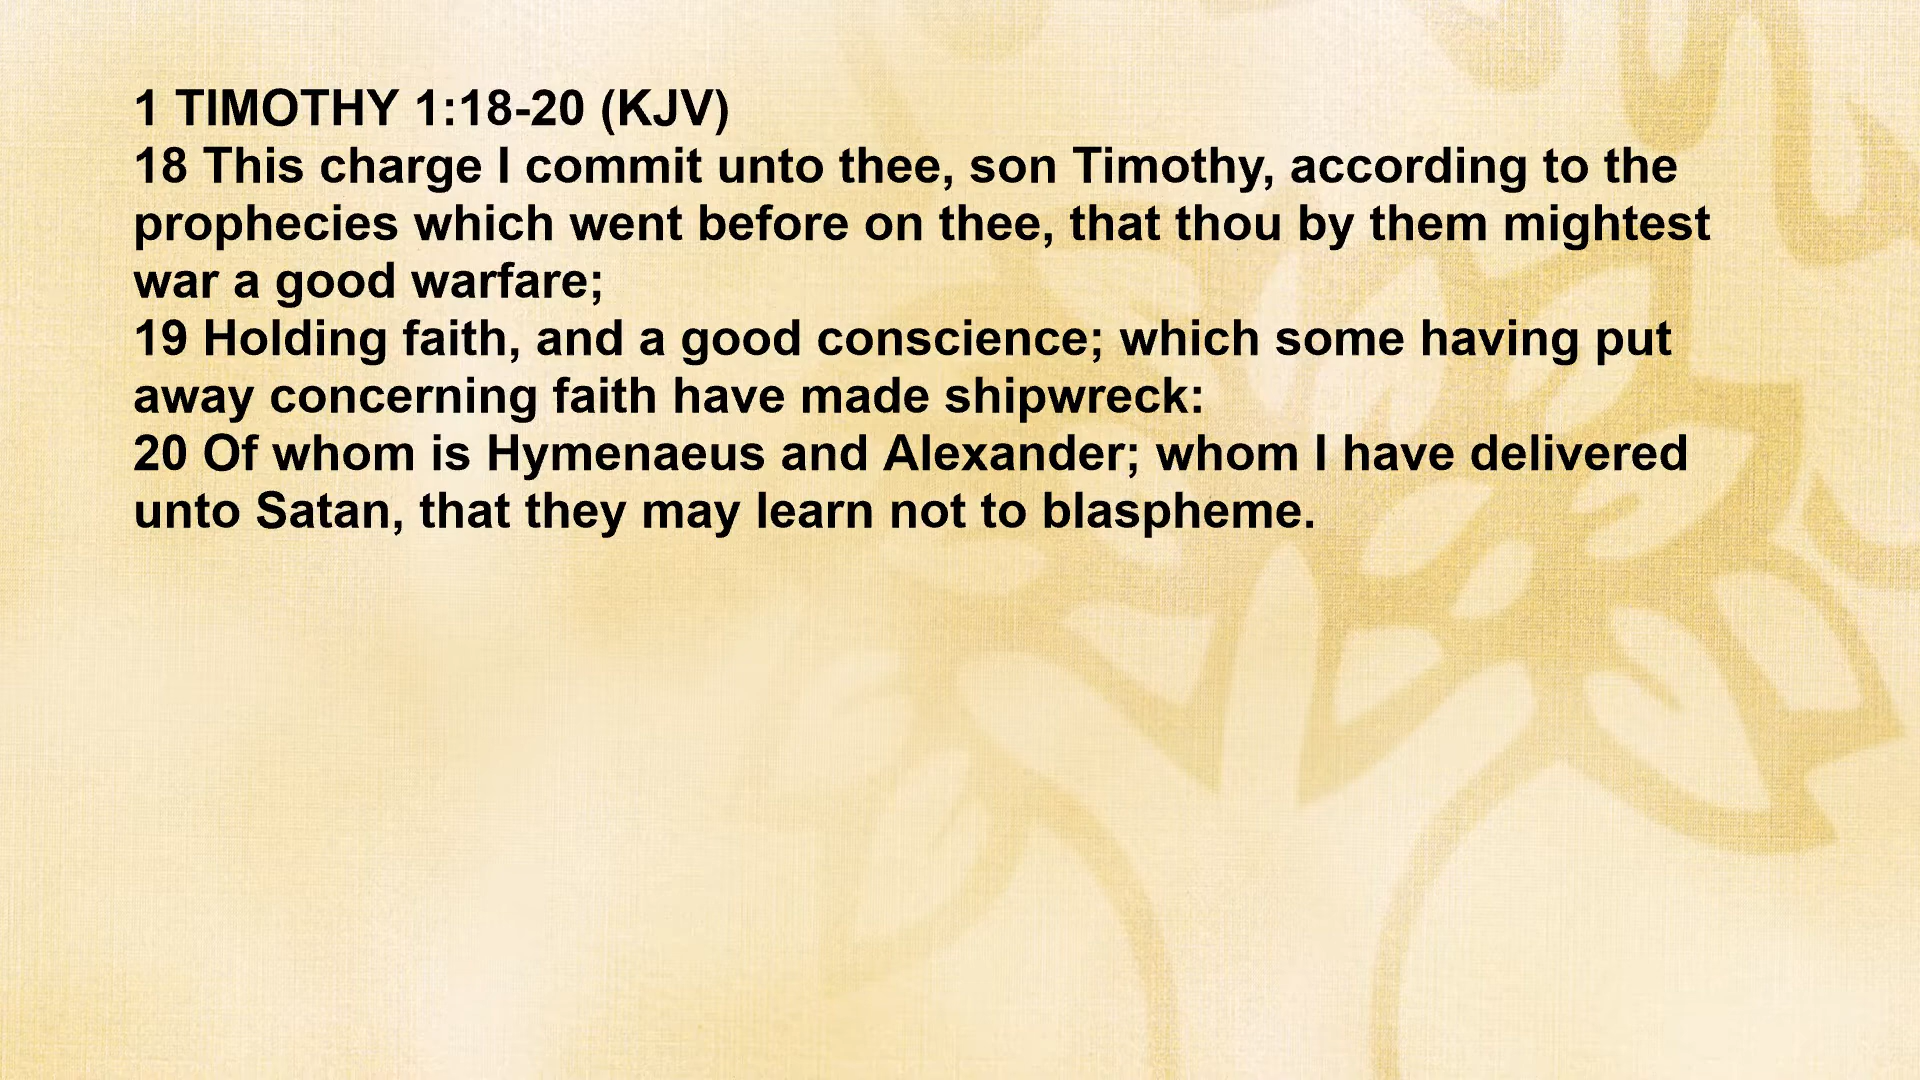 1 TIMOTHY 1:18-20 (KJV)
18 This charge I commit unto thee, son Timothy, according to the
prophecies which went before on thee, that thou by them mightest
war a good warfare;
19 Holding faith, and a good conscience; which some having put
away concerning faith have made shipwreck:
20 Of whom is Hymenaeus and Alexander; whom I have delivered
unto Satan, that they may learn not to blaspheme.